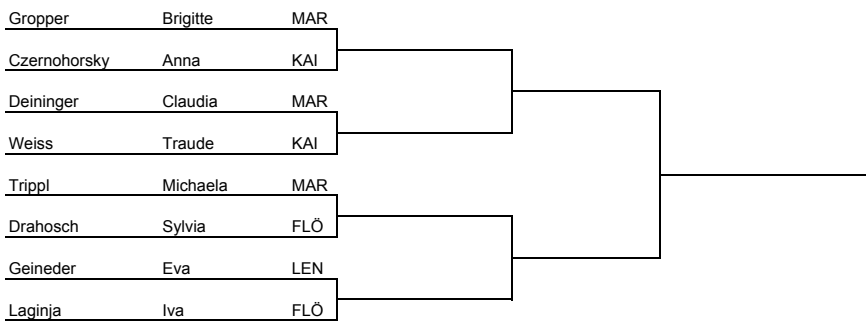 Gropper Brigitte MAR
Czernohorsky Anna KAI
Deininger Claudia MAR
Weiss Traude KAI
Trippl Michaela MAR
Drahosch Sylvia FLÖ
Geineder Eva LEN
Laginja Iva FLÖ